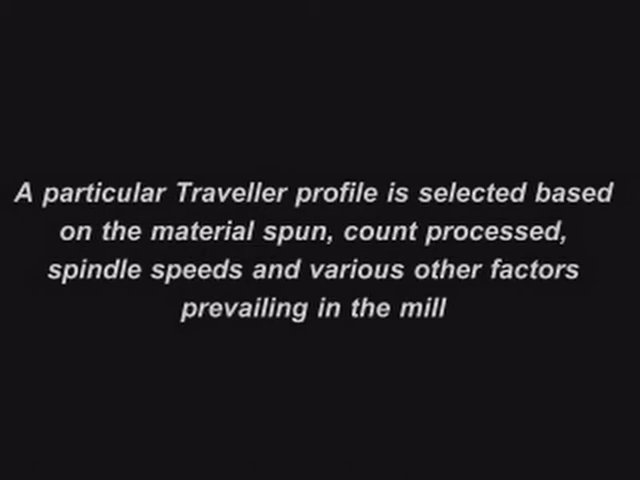 A particular Traveller profile is selected based
on the material spun, count processed,
spindle speeds and various other factors
prevailing in the mill